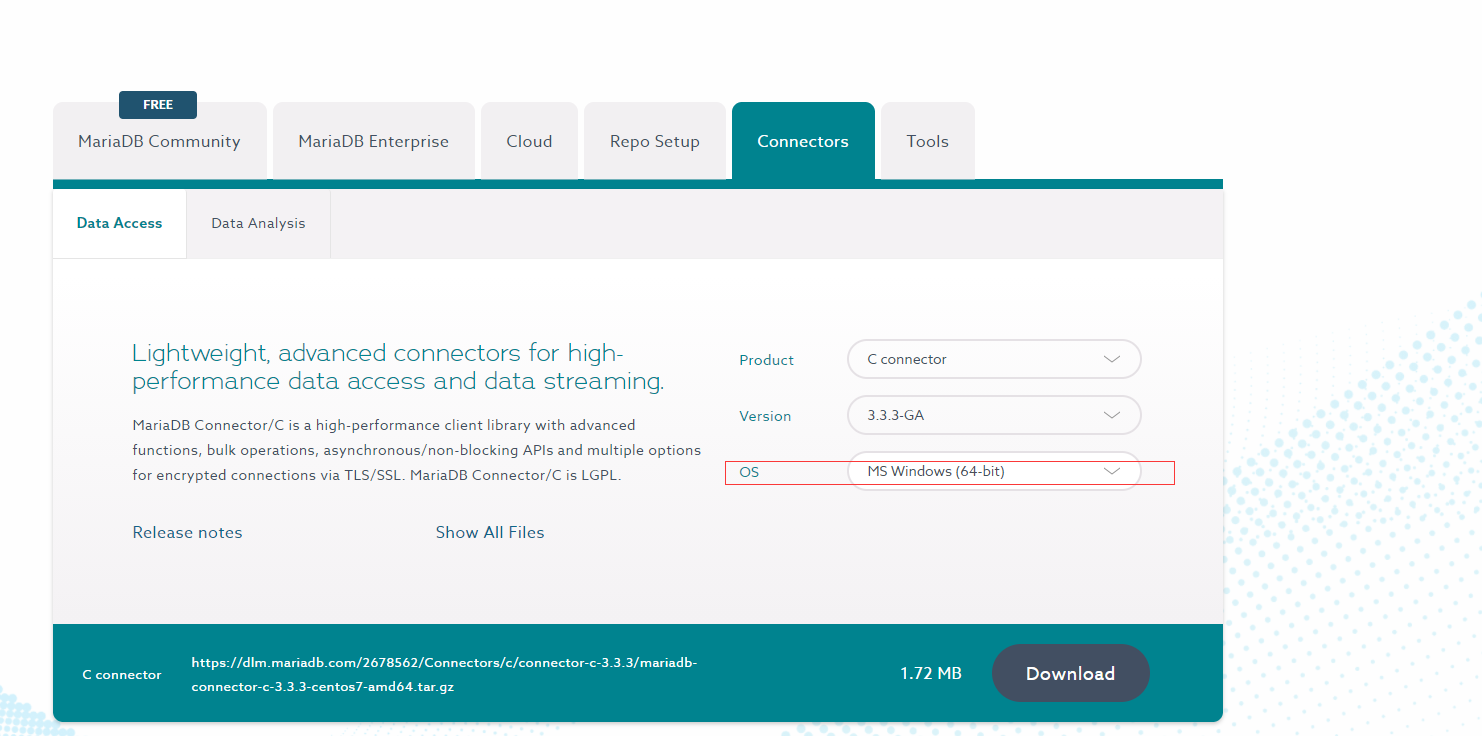 FREE
MariaDB Community
MariaDB Enterprise
Cloud
Repo Setup
Connectors
Tools
Data Access
Data Analysis
Lightweight, advanced connectors for high-
performance data access and data streaming.
MariaDB Connector/C is a high-performance client library with advanced
functions, bulk operations, asynchronous/non-blocking APIs and multiple options
for encrypted connections via TLS/SSL. MariaDB Connector/C is LGPL.
Release notes
Show All Files
Product
C connector
Version
3.3.3-GA
OS
MS Windows (64-bit)
C connector
https://dlm.mariadb.com/2678562/Connectors/c/connector-c-3.3.3/mariadb-
connector-c-3.3.3-centos7-amd64.tar.gz
1.72 MB
Download